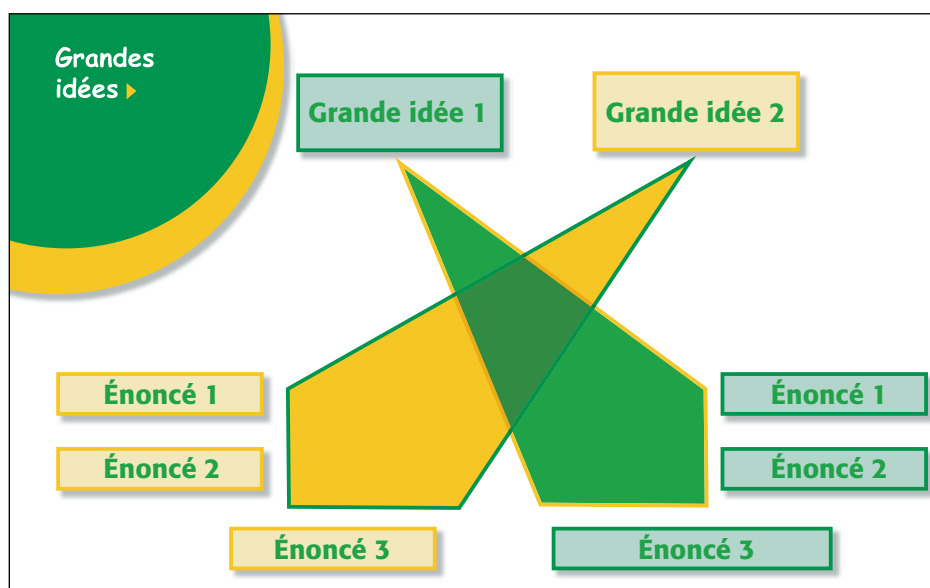 Grandes
idées
Grande idée 1
Grande idée 2
Énoncé 1
Énoncé 1
Énoncé 2
Énoncé 2
Énoncé 3
Énoncé 3